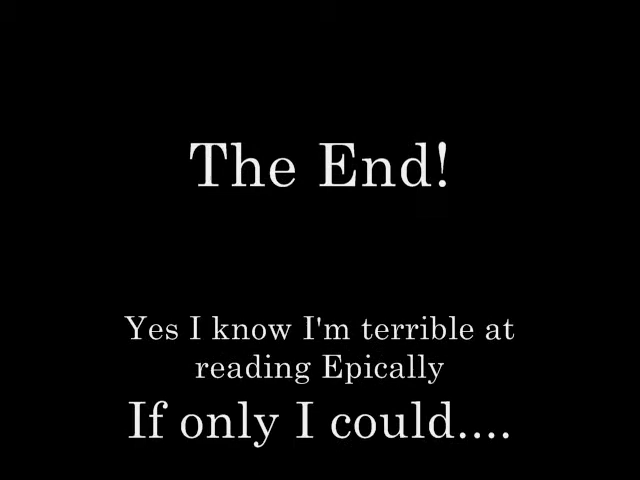 The End!
Yes I know I'm terrible at
reading Epically
If only I could....